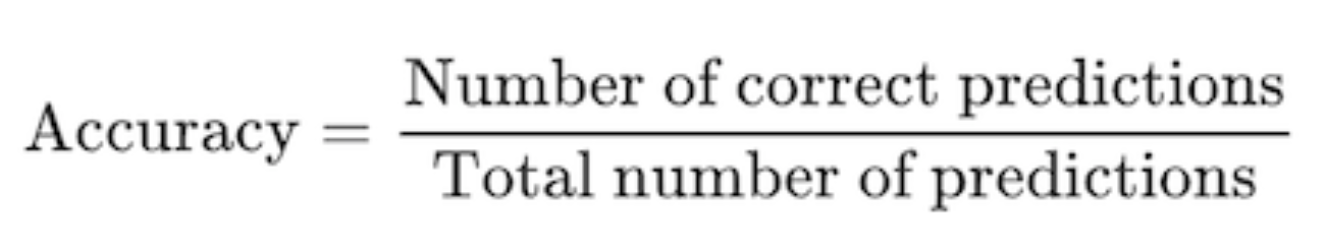 Number of correct predictions
Accuracy =
Total number of predictions